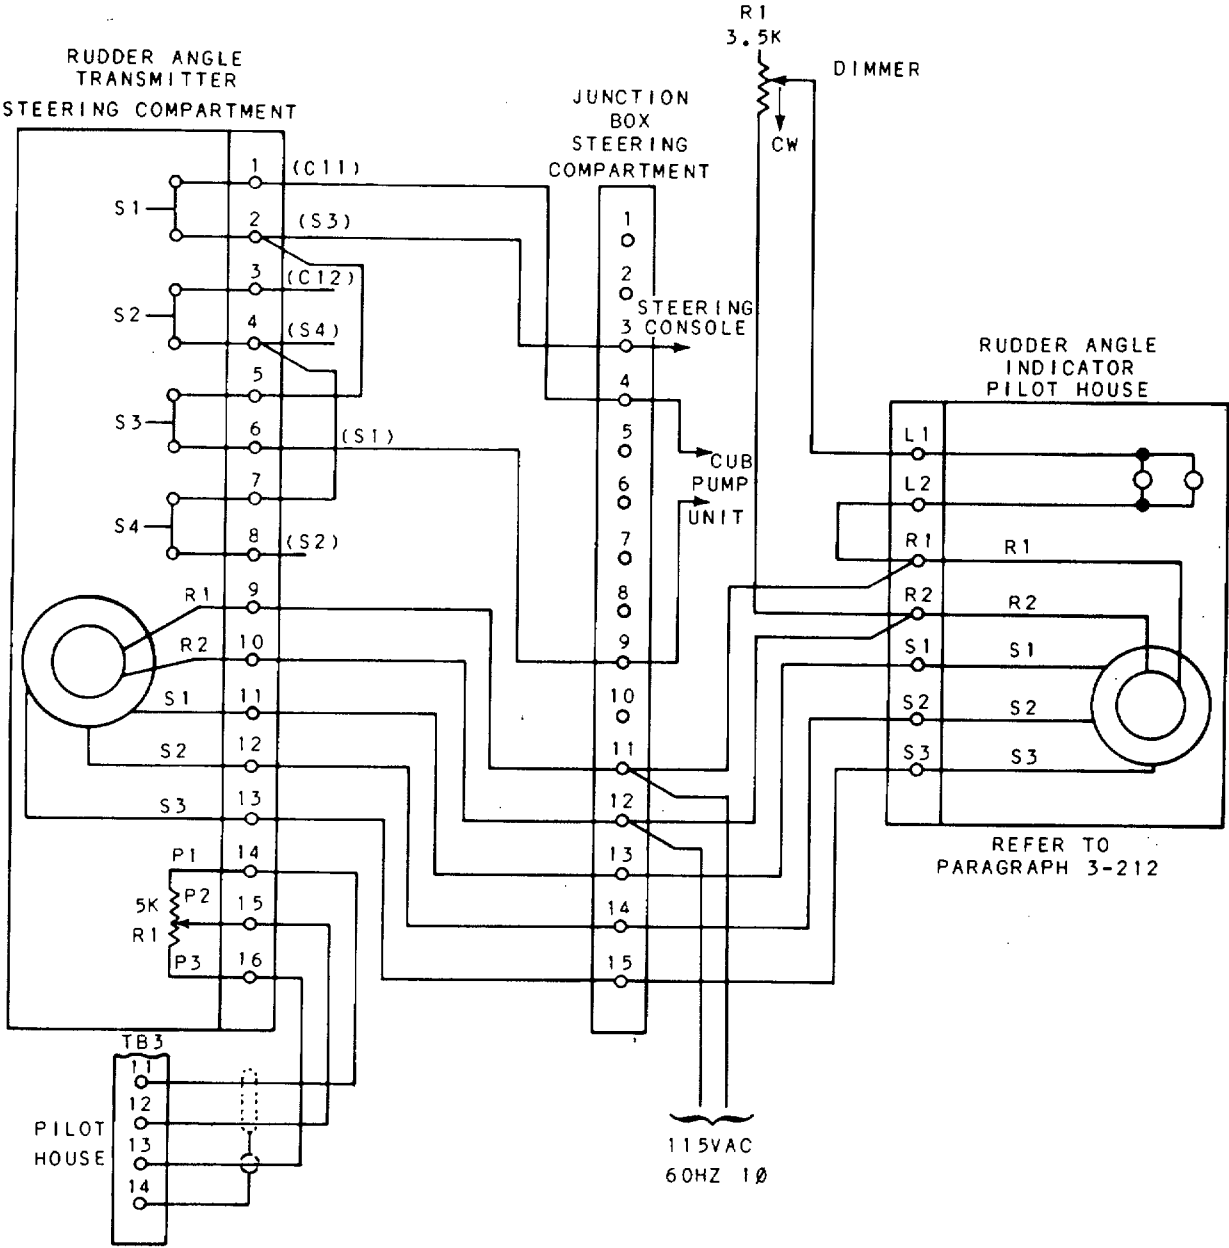 R1
3.5K
DIMMER
CW
RUDDER ANGLE
TRANSMITTER
STEERING COMPARTMENT
JUNCTION
BOX
STEERING
COMPARTMENT
S1
1
(C11)
2
(S3)
S2
3
(C12)
4
(S4)
S3
5
6
(S1)
S4
7
8
(S2)
R1
9
R2
10
S1
11
S2
12
S3
13
P1
14
5K
P2
R1
15
P3
16
1
2
STEERING
CONSOLE
3
4
5
CUB
PUMP
UNIT
6
7
8
9
10
11
12
13
14
15
RUDDER ANGLE
INDICATOR
PILOT HOUSE
L1
L2
R1
R1
R2
R2
S1
S1
S2
S2
S3
S3
REFER TO
PARAGRAPH 3-212
TB3
11
12
13
14
PILOT
HOUSE
115VAC
60HZ 1Ø